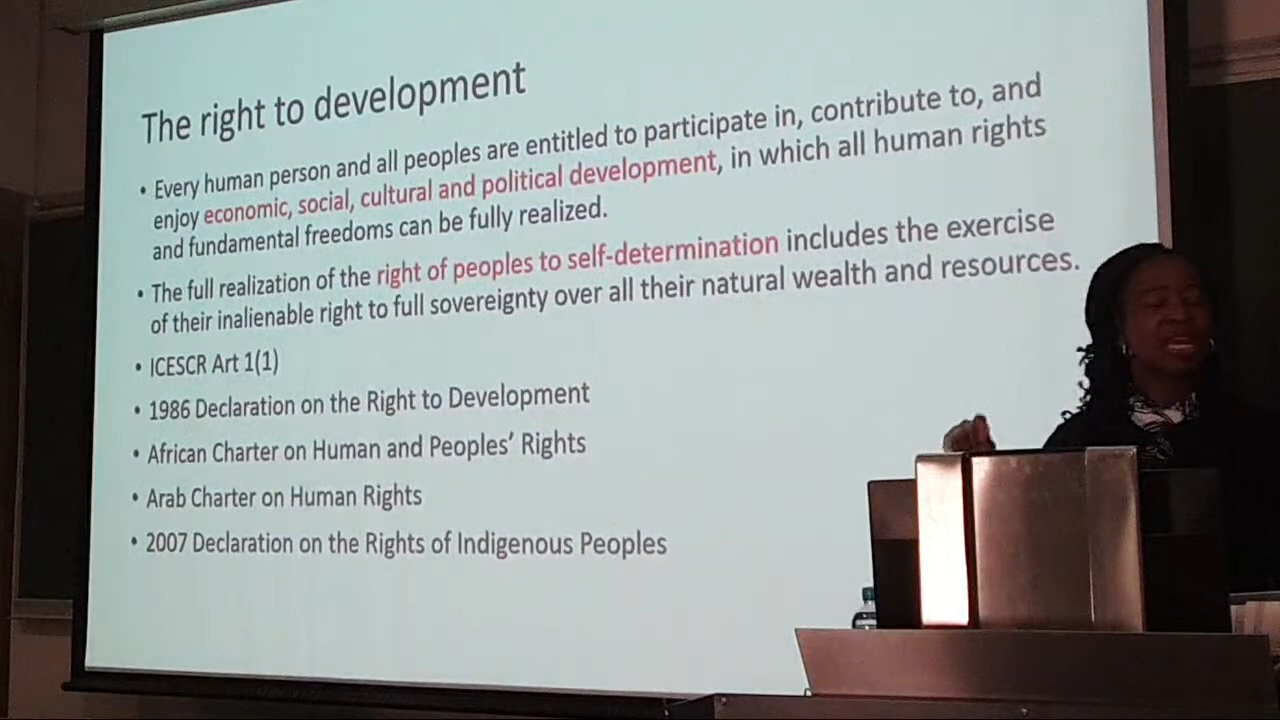 The right to development
• Every human person and all peoples are entitled to participate in, contribute to, and
enjoy economic, social, cultural and political development, in which all human rights
and fundamental freedoms can be fully realized.
• The full realization of the right of peoples to self-determination includes the exercise
of their inalienable right to full sovereignty over all their natural wealth and resources.
• ICESCR Art 1(1)
• 1986 Declaration on the Right to Development
• African Charter on Human and Peoples’ Rights
• Arab Charter on Human Rights
• 2007 Declaration on the Rights of Indigenous Peoples